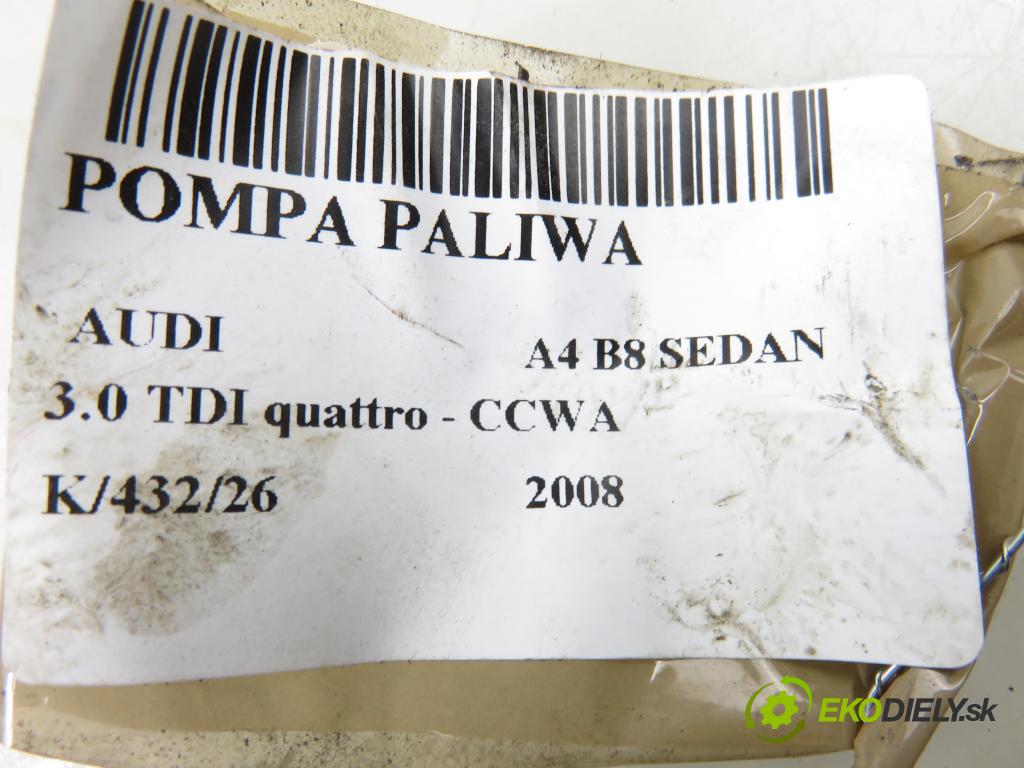 POMPA PALIWA
AUDI A4 B8 SEDAN
3.0 TDI quattro - CCWA
K/432/26 2008
EKODIELY.sk